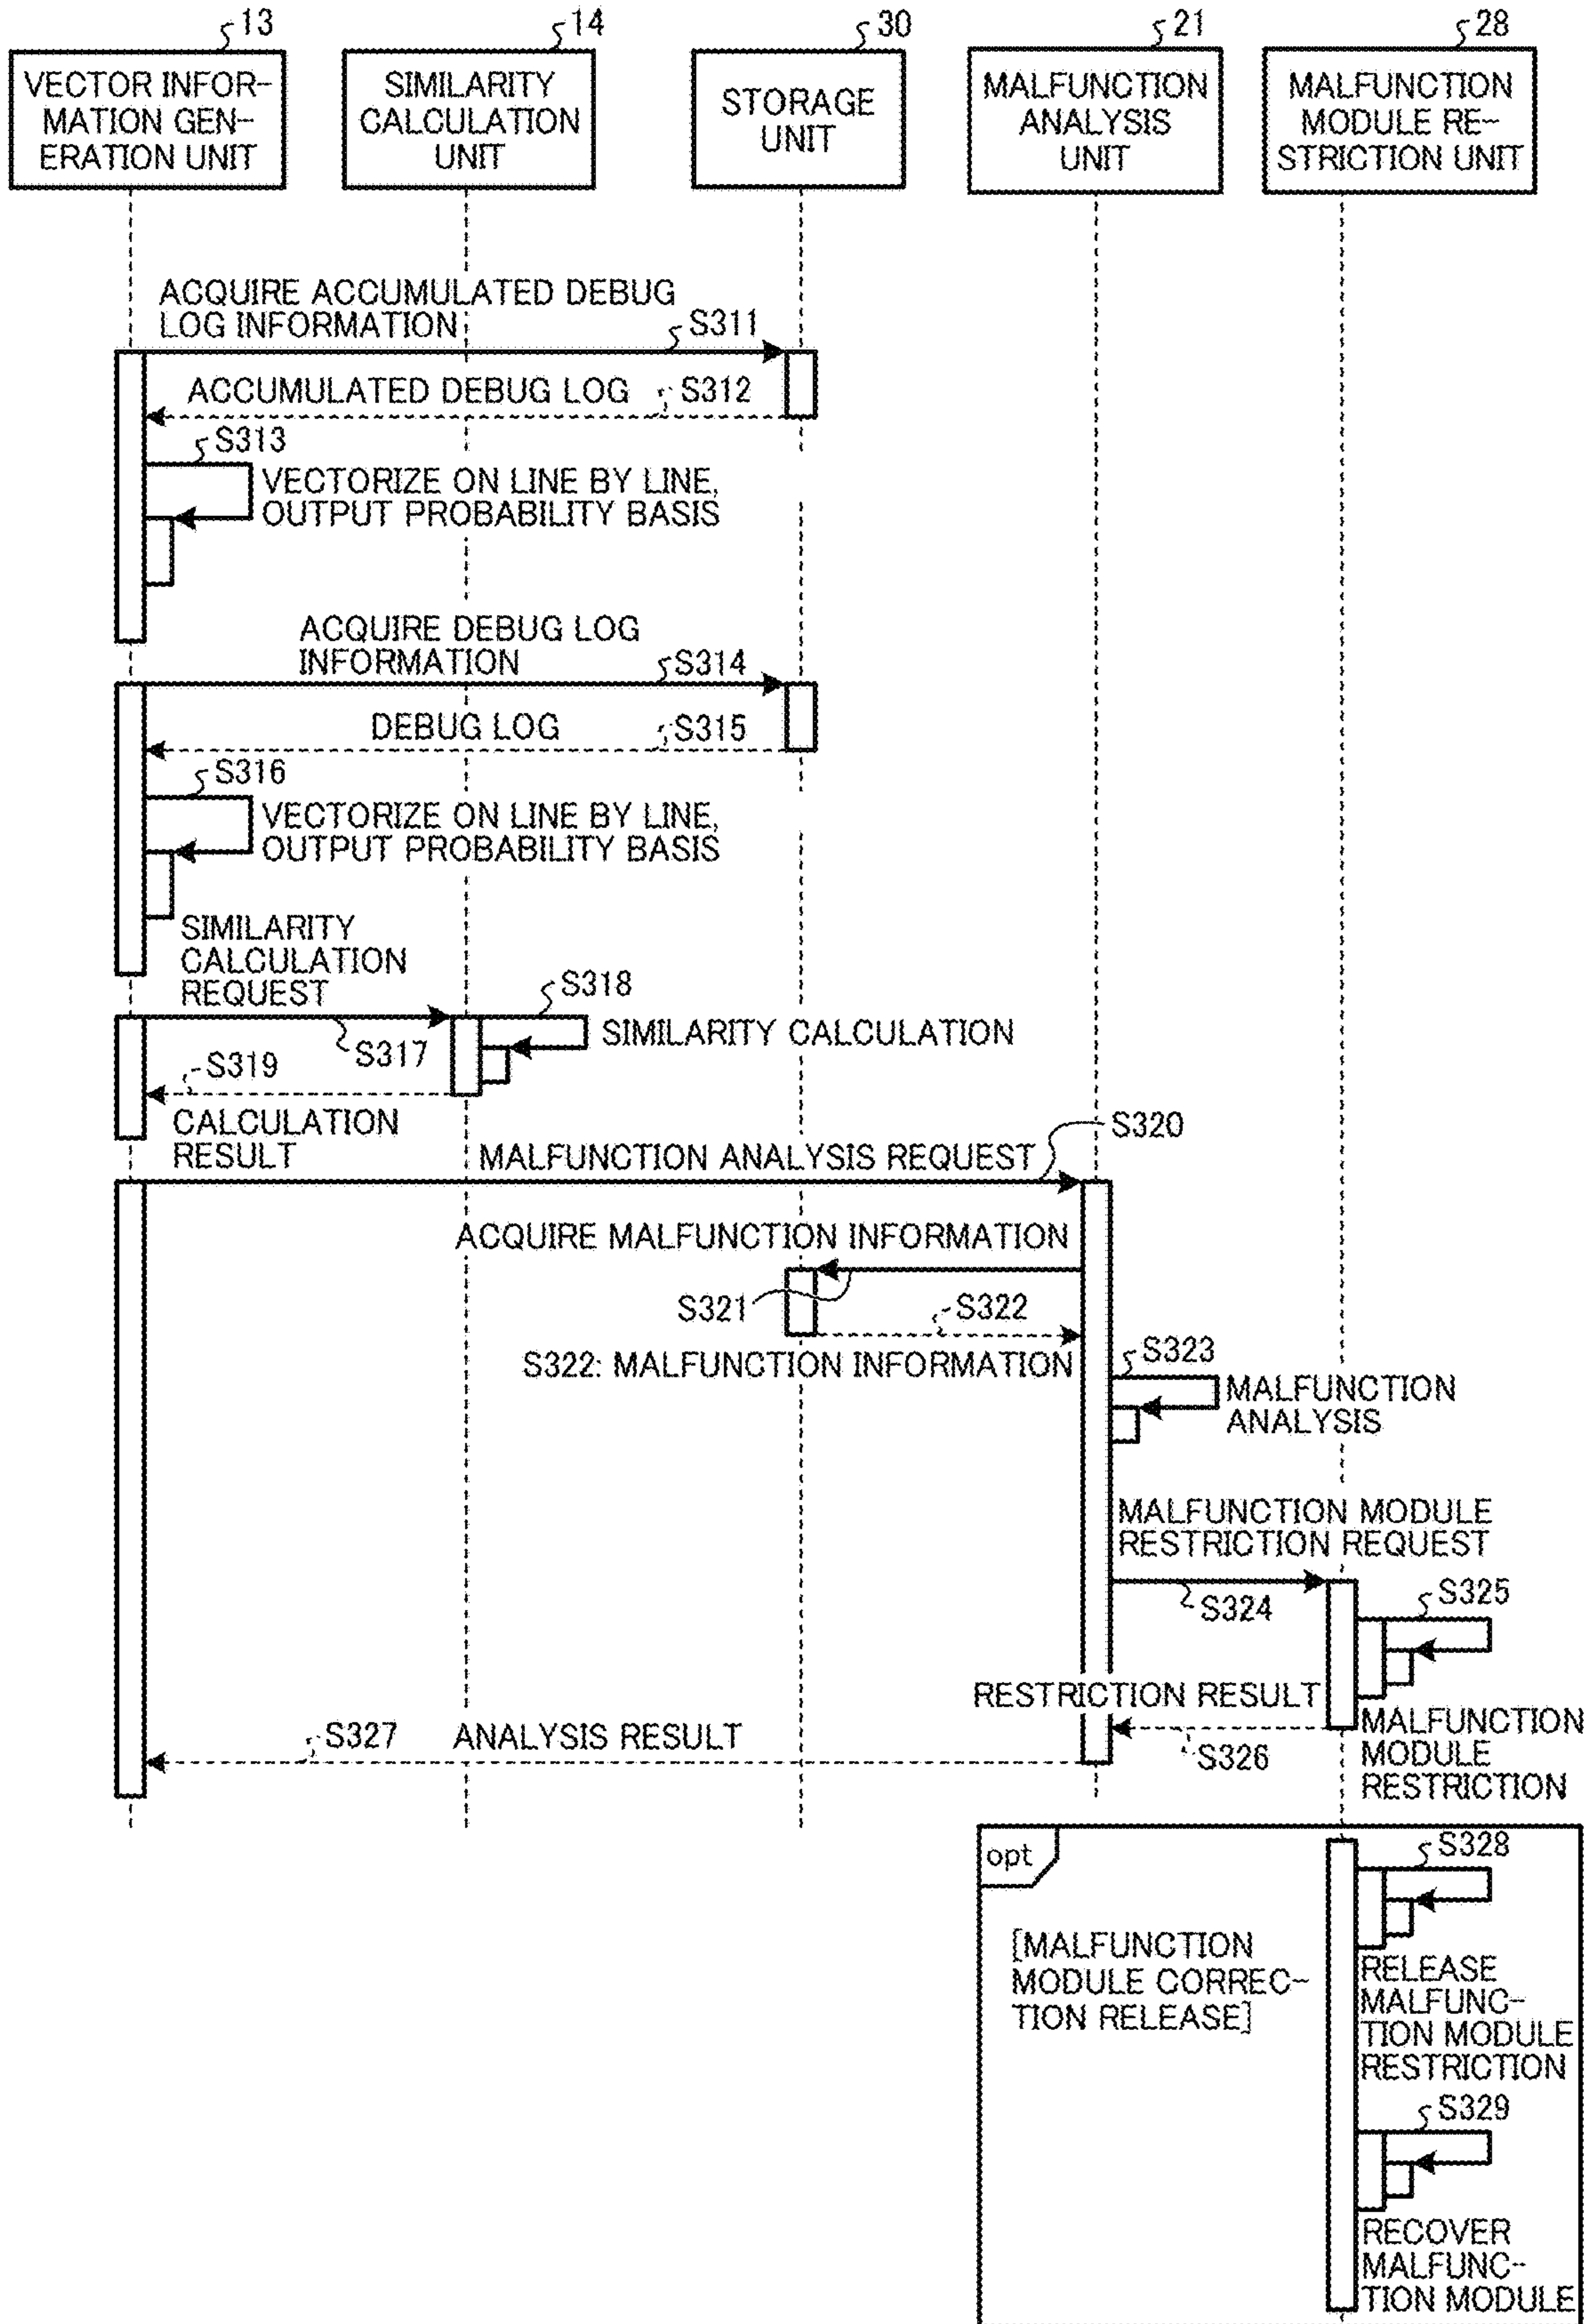 13
14
30
21
28
VECTOR INFOR-
MATION GEN-
ERATION UNIT
SIMILARITY
CALCULATION
UNIT
STORAGE
UNIT
MALFUNCTION
ANALYSIS
UNIT
MALFUNCTION
MODULE RE-
STRICTION UNIT
ACQUIRE ACCUMULATED DEBUG
LOG INFORMATION
S311
ACCUMULATED DEBUG LOG
S312
S313
VECTORIZE ON LINE BY LINE,
OUTPUT PROBABILITY BASIS
ACQUIRE DEBUG LOG
INFORMATION
S314
DEBUG LOG
S315
S316
VECTORIZE ON LINE BY LINE,
OUTPUT PROBABILITY BASIS
SIMILARITY
CALCULATION
REQUEST
S317
S318
SIMILARITY CALCULATION
S319
CALCULATION
RESULT
S320
MALFUNCTION ANALYSIS REQUEST
ACQUIRE MALFUNCTION INFORMATION
S321
S322
S322: MALFUNCTION INFORMATION
S323
MALFUNCTION
ANALYSIS
MALFUNCTION MODULE
RESTRICTION REQUEST
S324
S325
RESTRICTION RESULT
S326
MALFUNCTION
MODULE
RESTRICTION
S327
ANALYSIS RESULT
opt
[MALFUNCTION
MODULE CORREC-
TION RELEASE]
S328
RELEASE
MALFUNC-
TION MODULE
RESTRICTION
S329
RECOVER
MALFUNC-
TION MODULE